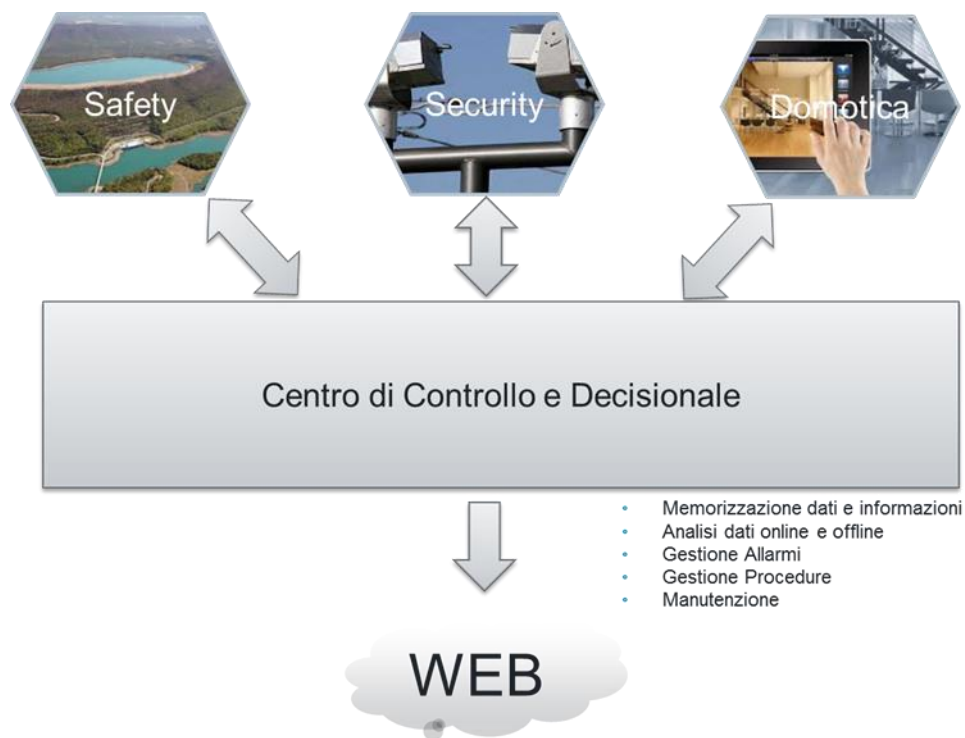 Safety
Security
Domotica
Centro di Controllo e Decisionale
Memorizzazione dati e informazioni
Analisi dati online e offline
Gestione Allarmi
Gestione Procedure
Manutenzione
WEB